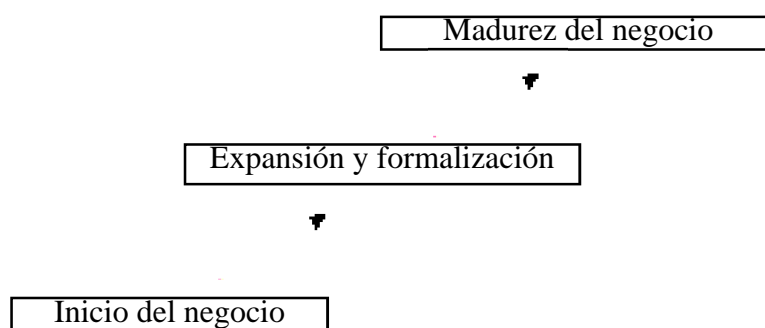 Madurez del negocio
Expansión y formalización
Inicio del negocio